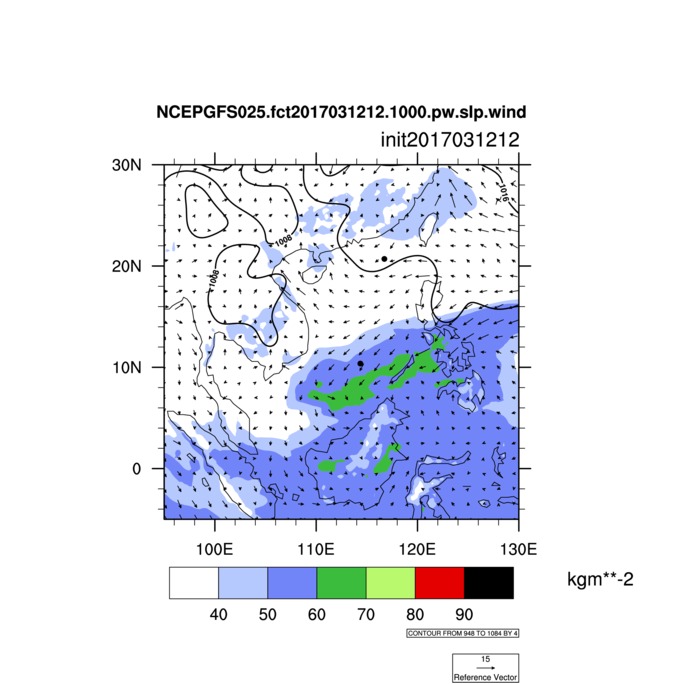 NCEPGFS025.fct2017031212.1000.pw.slp.wind
init2017031212
30N
1016
1008
20N
1008
10N
0
100E
110E
120E
130E
kgm**-2
40
50
60
70
80
90
CONTOUR FROM 948 TO 1084 BY 4
15
Reference Vector